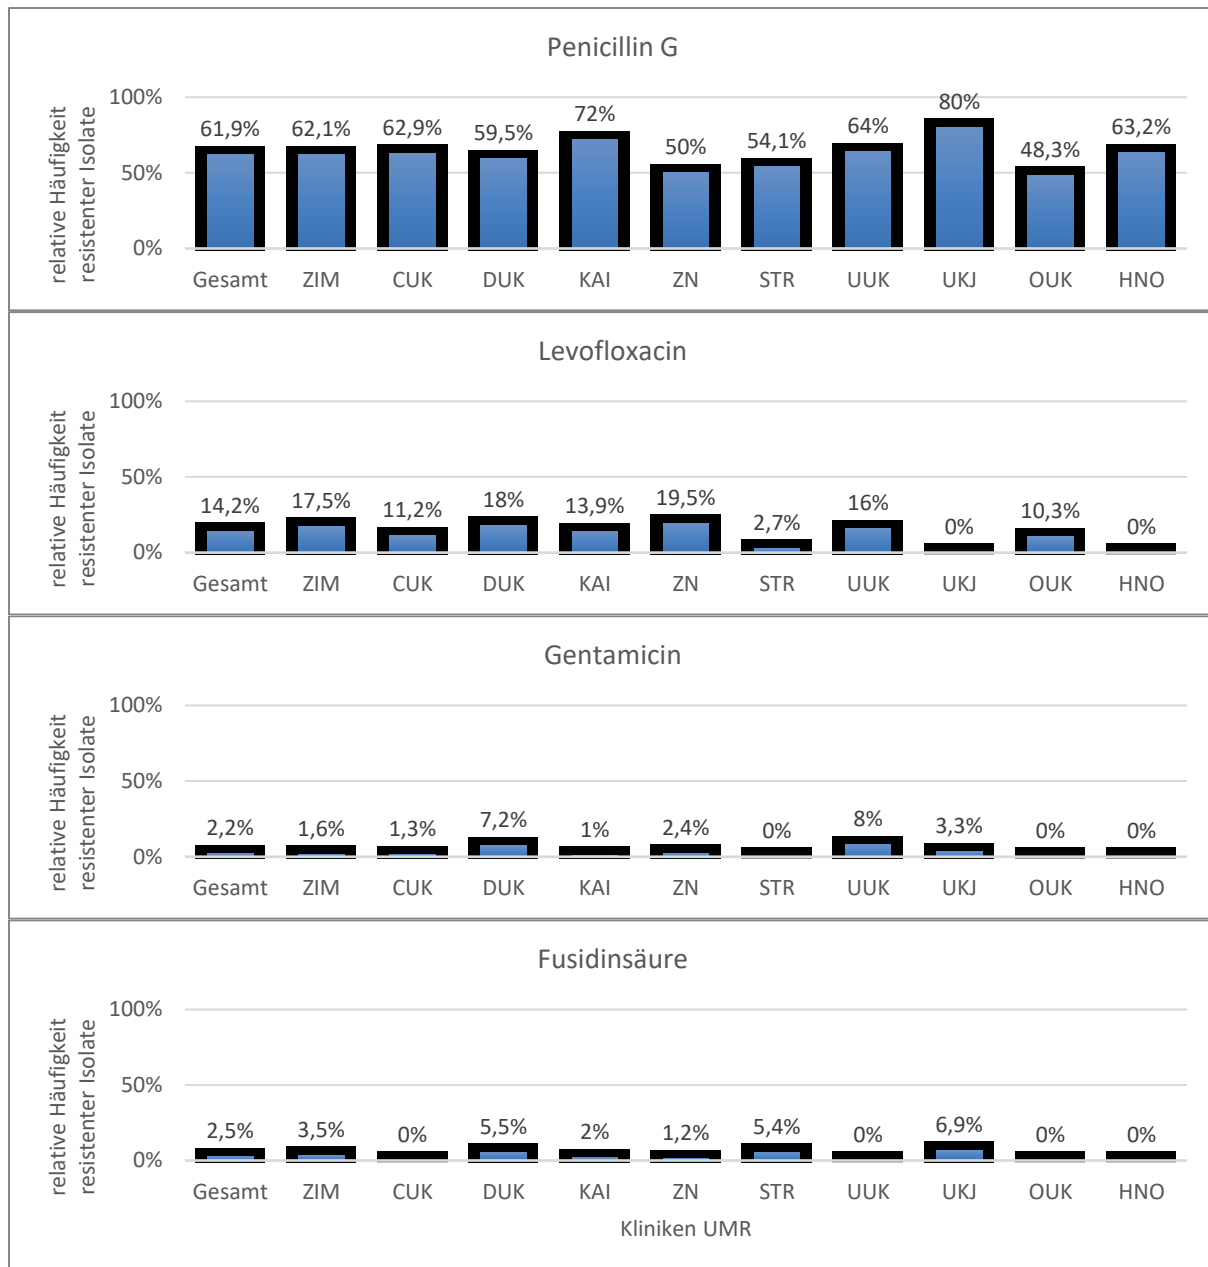 Penicillin G
relative Häufigkeit
resistenter Isolate
100%
50%
0%
61,9% 62,1% 62,9% 59,5% 72% 50% 54,1% 64% 80% 48,3% 63,2%
Gesamt ZIM CUK DUK KAI ZN STR UUK UKJ OUK HNO
Levofloxacin
relative Häufigkeit
resistenter Isolate
100%
50%
0%
14,2% 17,5% 11,2% 18% 13,9% 19,5% 2,7% 16% 0% 10,3% 0%
Gesamt ZIM CUK DUK KAI ZN STR UUK UKJ OUK HNO
Gentamicin
relative Häufigkeit
resistenter Isolate
100%
50%
0%
2,2% 1,6% 1,3% 7,2% 1% 2,4% 0% 8% 3,3% 0% 0%
Gesamt ZIM CUK DUK KAI ZN STR UUK UKJ OUK HNO
Fusidinsäure
relative Häufigkeit
resistenter Isolate
100%
50%
0%
2,5% 3,5% 0% 5,5% 2% 1,2% 5,4% 0% 6,9% 0% 0%
Gesamt ZIM CUK DUK KAI ZN STR UUK UKJ OUK HNO
Kliniken UMR